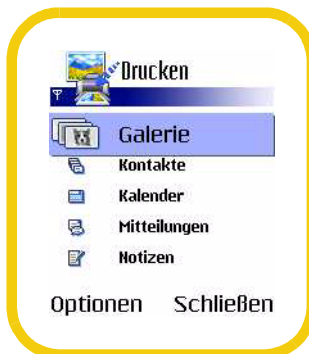 Drucken
Galerie
Kontakte
Kalender
Mitteilungen
Notizen
Optionen Schließen